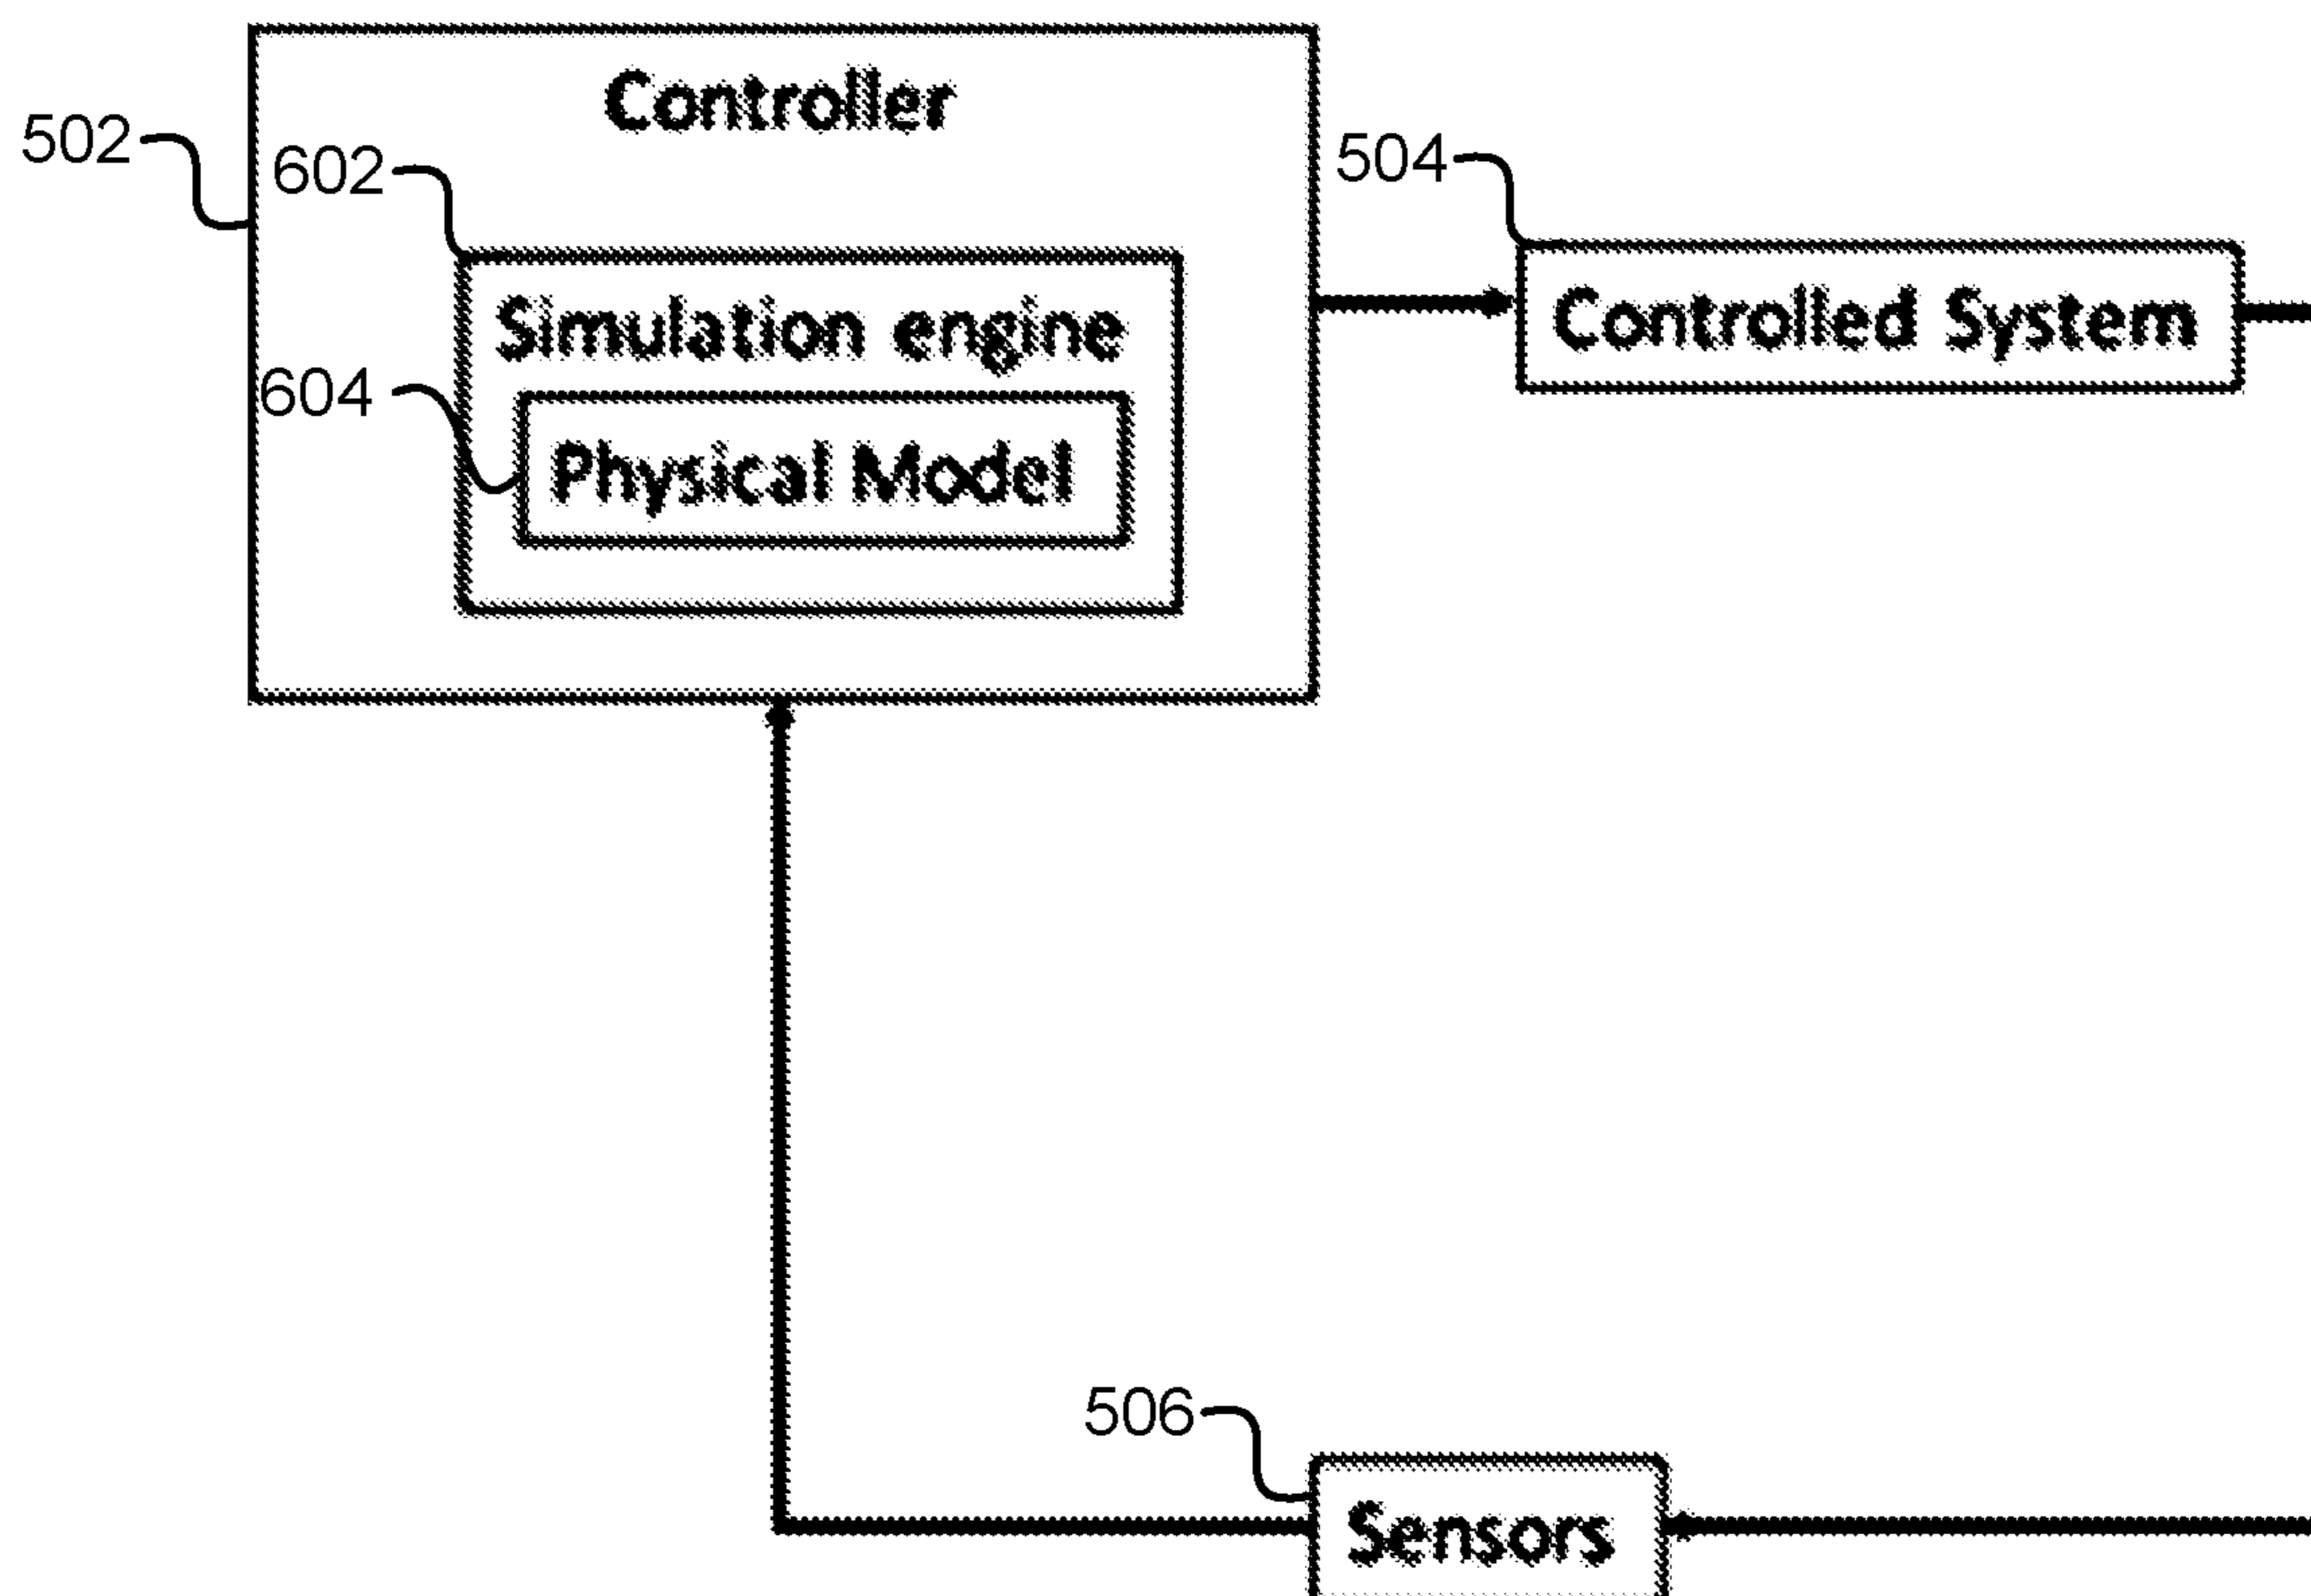 Controller
502
602
504
Simulation engine
Controlled System
604
Physical Model
506
Sensors